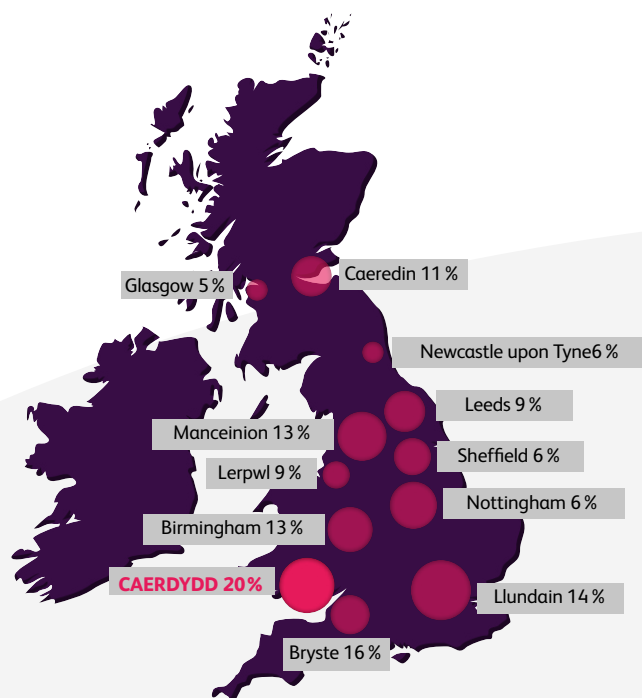 Caeredin 11 %
Glasgow 5 %
Newcastle upon Tyne6 %
Leeds 9 %
Manceinion 13 %
Sheffield 6 %
Lerpwl 9 %
Nottingham 6 %
Birmingham 13 %
CAERDYDD 20%
Llundain 14 %
Bryste 16 %